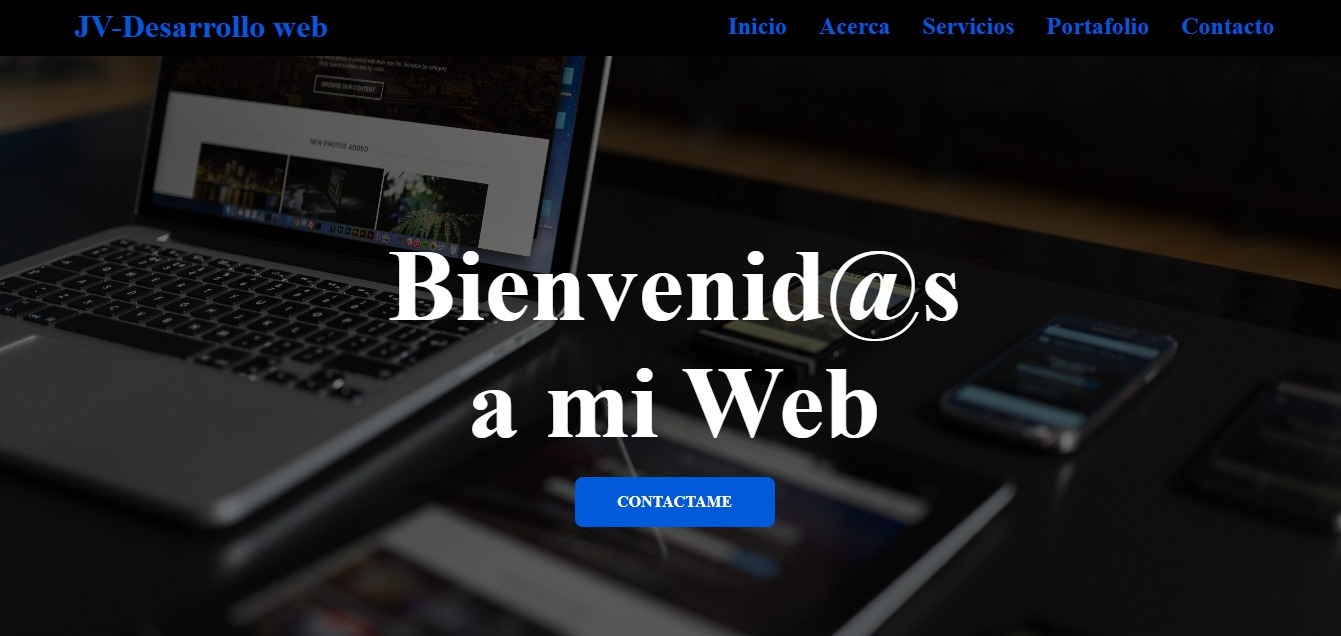 JV-Desarrollo web
Inicio Acerca Servicios Portafolio Contacto
BROWSE OUR CONTENT
NEW PHOTOS ADDED
Bienvenid@s
a mi Web
CONTACTAME